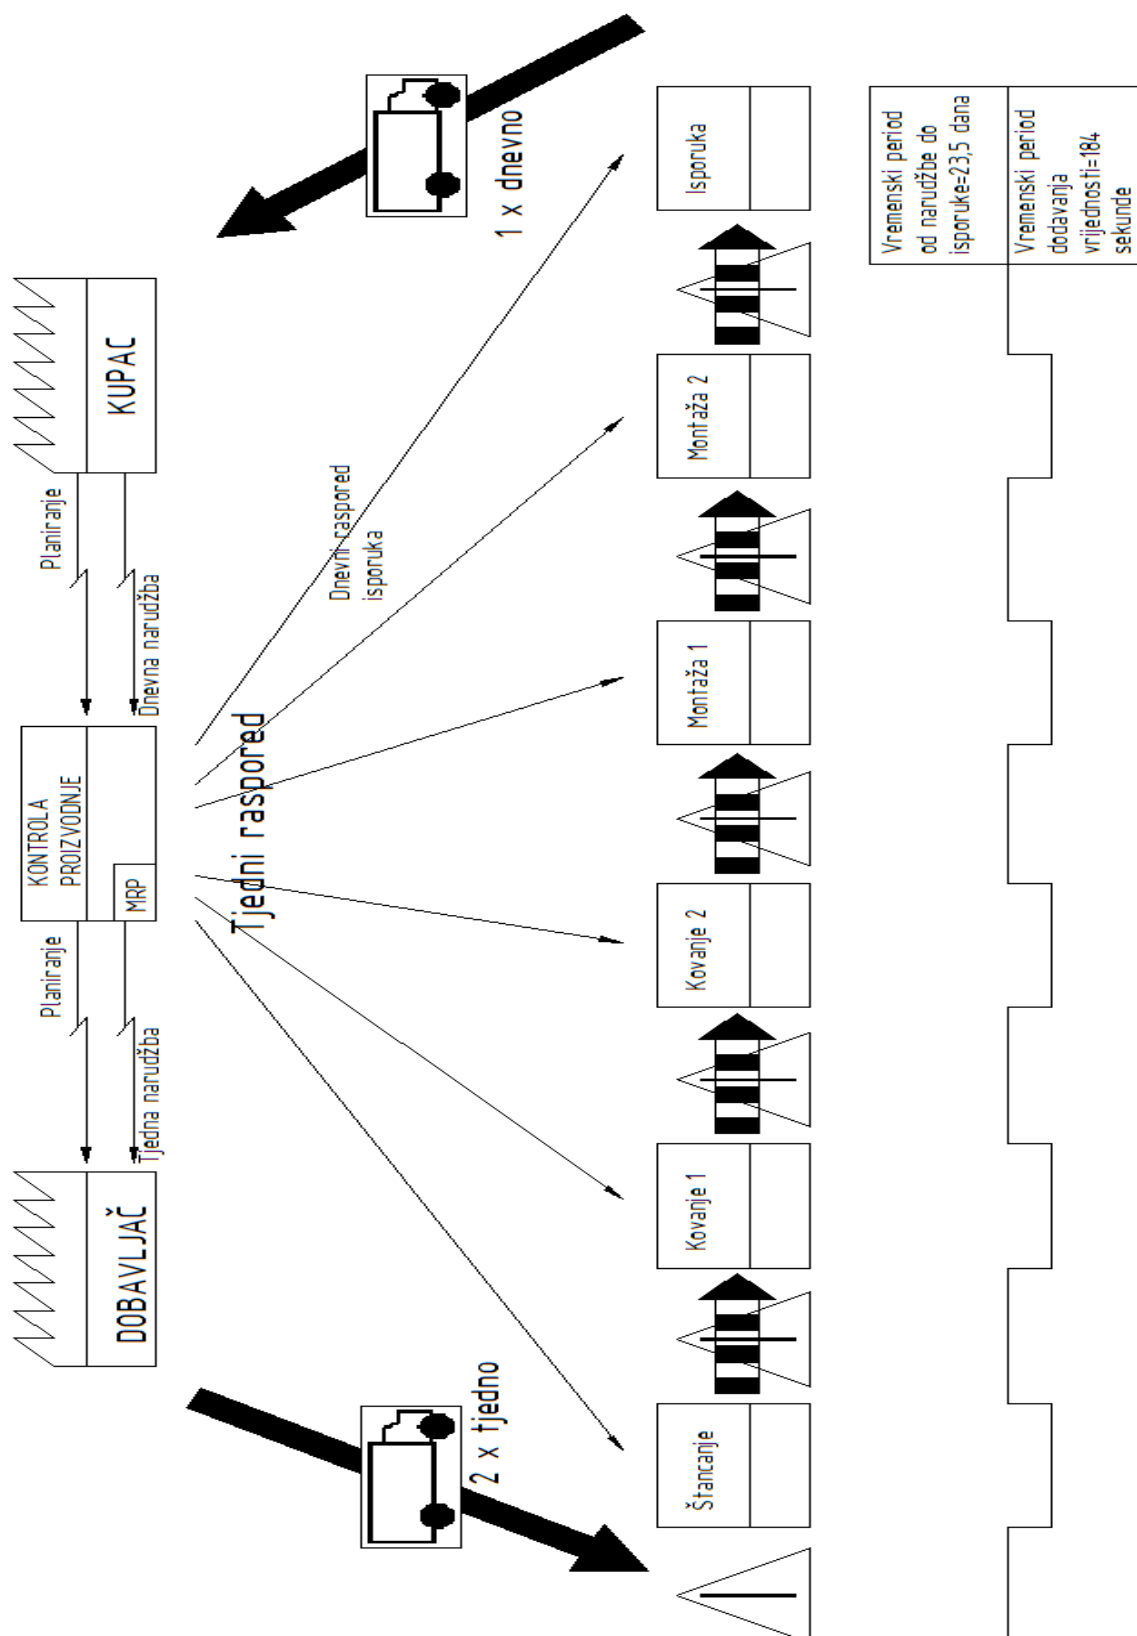 DOBAVLJAČ
Planiranje
Tjedna narudžba
KONTROLA
PROIZVODNJE
MRP
Planiranje
Dnevna narudžba
KUPAC
Tjedni raspored
Dnevni raspored
isporuka
2 x tjedno
1 x dnevno
Štancanje
Kovanje 1
Kovanje 2
Montaža 1
Montaža 2
Isporuka
Vremenski period
od narudžbe do
isporuke=23,5 dana
Vremenski period
dodavanja
vrijednosti=184
sekunde